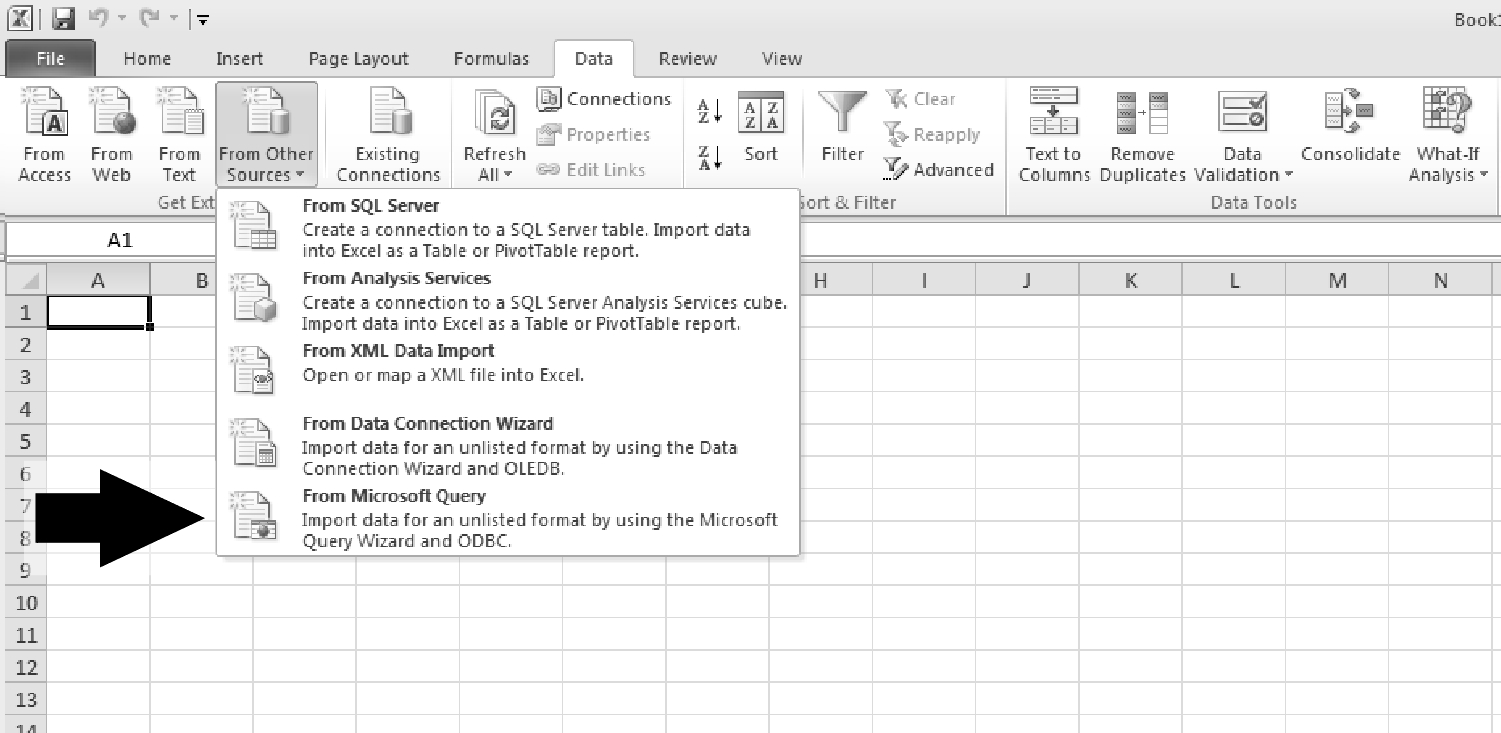 Book1
File Home Insert Page Layout Formulas Data Review View
From Access
From Web
From Text
From Other Sources
Existing Connections
Refresh All
Connections
Properties
Edit Links
A Z
Z A
A Z Z A
Sort
Filter
Clear
Reapply
Advanced
Text to Columns
Remove Duplicates
Data Validation
Consolidate
What-If Analysis
Get Ext
Sort & Filter
Data Tools
From SQL Server
Create a connection to a SQL Server table. Import data
into Excel as a Table or PivotTable report.
From Analysis Services
Create a connection to a SQL Server Analysis Services cube.
Import data into Excel as a Table or PivotTable report.
From XML Data Import
Open or map a XML file into Excel.
From Data Connection Wizard
Import data for an unlisted format by using the Data
Connection Wizard and OLEDB.
From Microsoft Query
Import data for an unlisted format by using the Microsoft
Query Wizard and ODBC.
A1
A B H I J K L M N
1
2
3
4
5
6
7
8
9
10
11
12
13
14